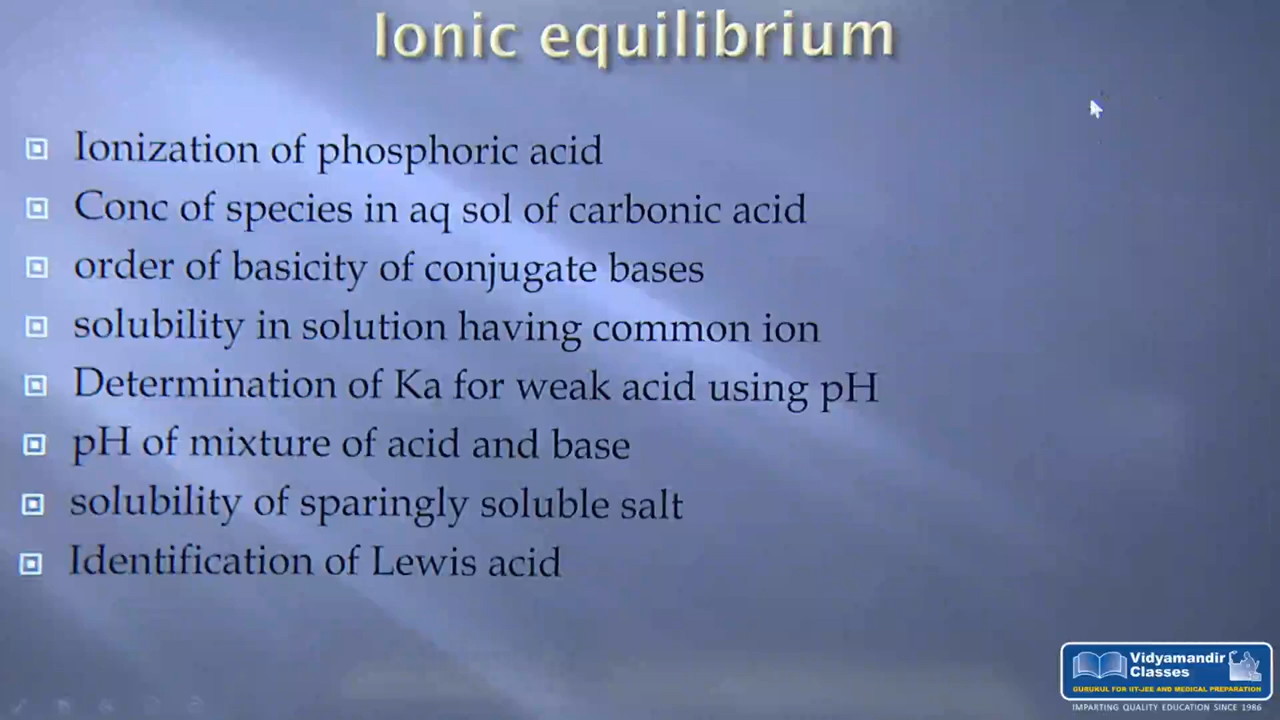 Ionic equilibrium
Ionization of phosphoric acid
Conc of species in aq sol of carbonic acid
order of basicity of conjugate bases
solubility in solution having common ion
Determination of Ka for weak acid using pH
pH of mixture of acid and base
solubility of sparingly soluble salt
Identification of Lewis acid
Vidyamandir
Classes
GURUKUL FOR IIT-JEE AND MEDICAL PREPARATION
IMPARTING QUALITY EDUCATION SINCE 1986